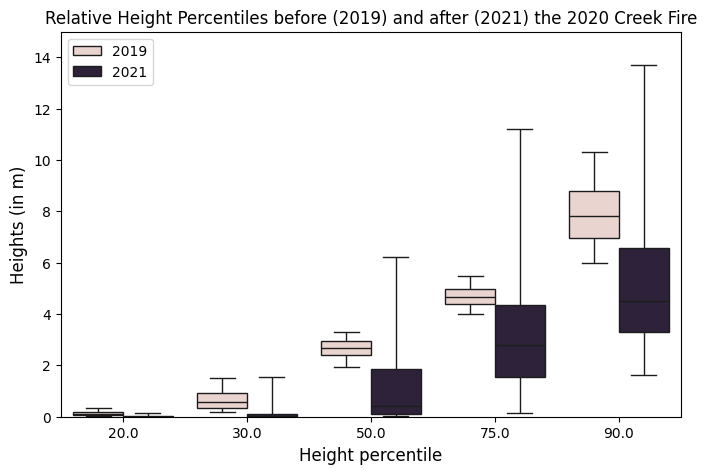 Relative Height Percentiles before (2019) and after (2021) the 2020 Creek Fire
2019
2021
14
12
10
8
6
4
2
0
Heights (in m)
20.0 30.0 50.0 75.0 90.0
Height percentile